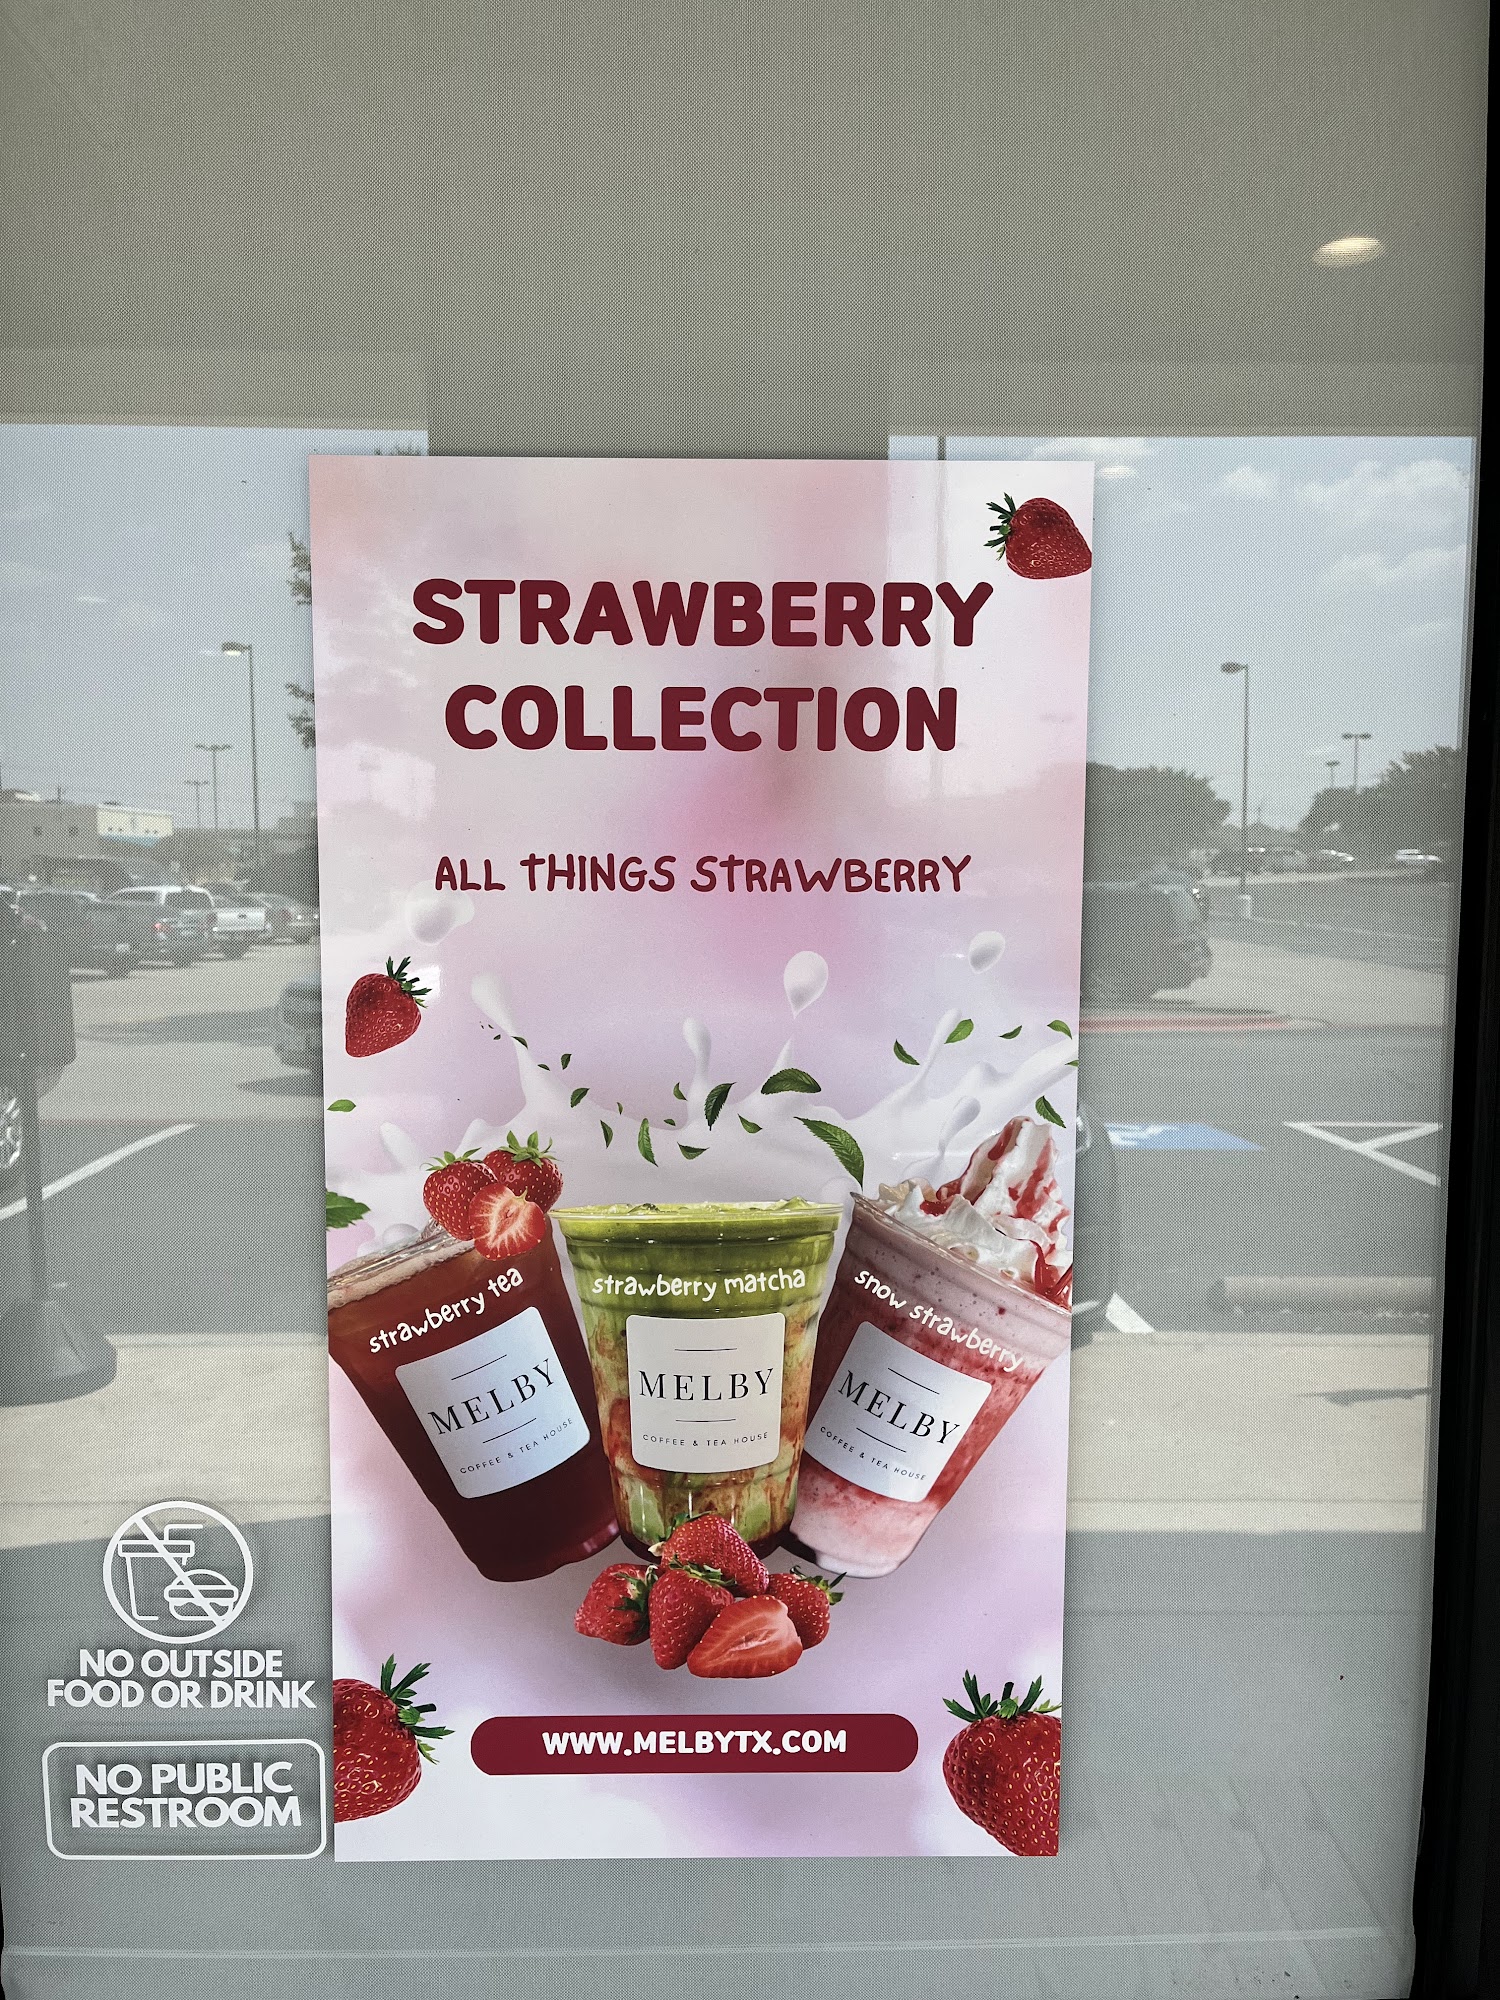 STRAWBERRY
COLLECTION
ALL THINGS STRAWBERRY
strawberry tea
MELBY
COFFEE & TEA HOUSE
strawberry matcha
MELBY
COFFEE & TEA HOUSE
snow strawberry
MELBY
COFFEE & TEA HOUSE
WWW.MELBYTX.COM
NO OUTSIDE
FOOD OR DRINK
NO PUBLIC
RESTROOM